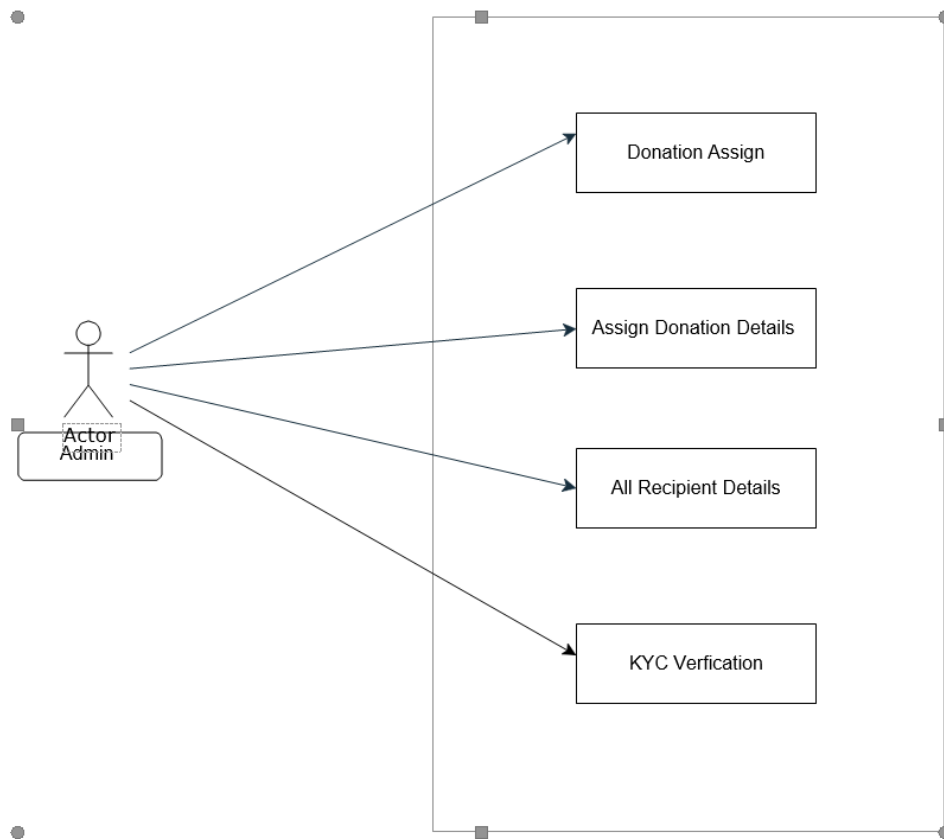 Donation Assign
Assign Donation Details
Actor
Admin
All Recipient Details
KYC Verfication